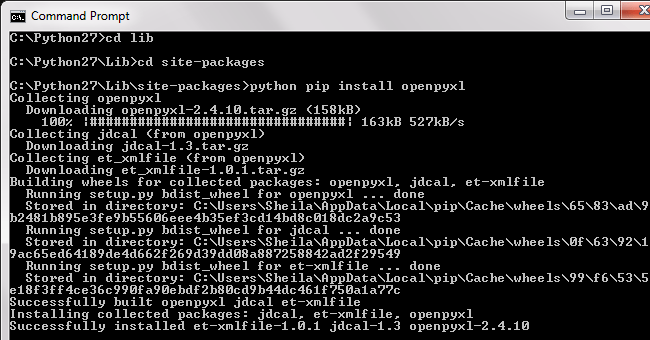 Command Prompt
C:\Python27>cd lib
C:\Python27\Lib>cd site-packages
C:\Python27\Lib\site-packages>python pip install openpyxl
Collecting openpyxl
Downloading openpyxl-2.4.10.tar.gz (158kB)
100% |################################| 163kB 527kB/s
Collecting jdcal (from openpyxl)
Downloading jdcal-1.3.tar.gz
Collecting et_xmlfile (from openpyxl)
Downloading et_xmlfile-1.0.1.tar.gz
Building wheels for collected packages: openpyxl, jdcal, et-xmlfile
Running setup.py bdist_wheel for openpyxl ... done
Stored in directory: C:\Users\Sheila\AppData\Local\pip\Cache\wheels\65\83\ad\9
b2481b895e3fe9b55606eee4b35ef3cd14bd8c018dc2a9c53
Running setup.py bdist_wheel for jdcal ... done
Stored in directory: C:\Users\Sheila\AppData\Local\pip\Cache\wheels\0f\63\92\1
9ac65ed64189de4d662f269d39dd08a887258842ad2f29549
Running setup.py bdist_wheel for et-xmlfile ... done
Stored in directory: C:\Users\Sheila\AppData\Local\pip\Cache\wheels\99\f6\53\5
e18f3ff4ce36c990fa90ebdf2b80cd9b44dc461f750a1a77c
Successfully built openpyxl jdcal et-xmlfile
Installing collected packages: jdcal, et-xmlfile, openpyxl
Successfully installed et-xmlfile-1.0.1 jdcal-1.3 openpyxl-2.4.10